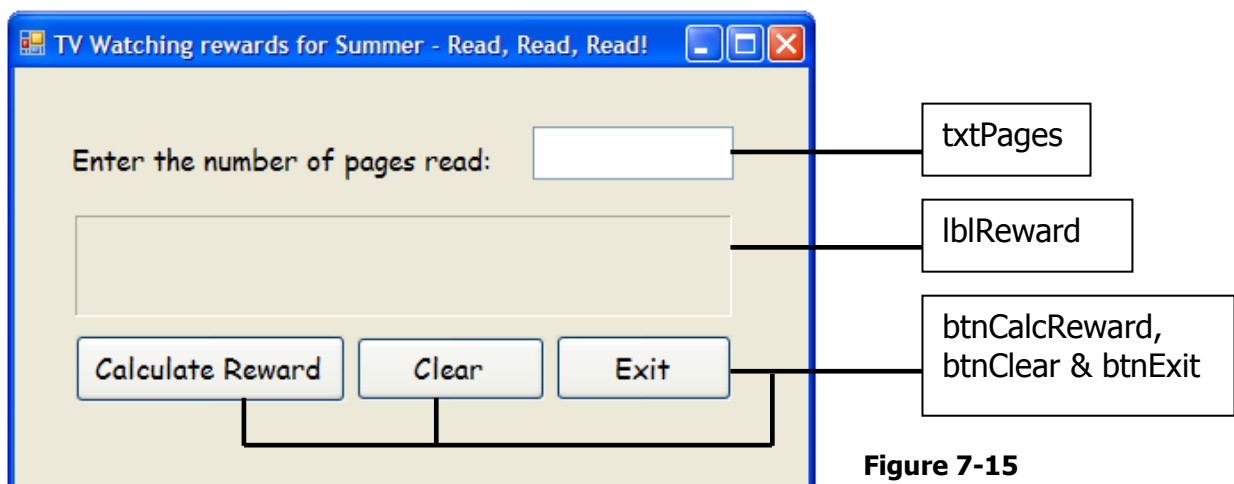 TV Watching rewards for Summer - Read, Read, Read!
Enter the number of pages read:
txtPages
lblReward
Calculate Reward
Clear
Exit
btnCalcReward,
btnClear & btnExit
Figure 7-15